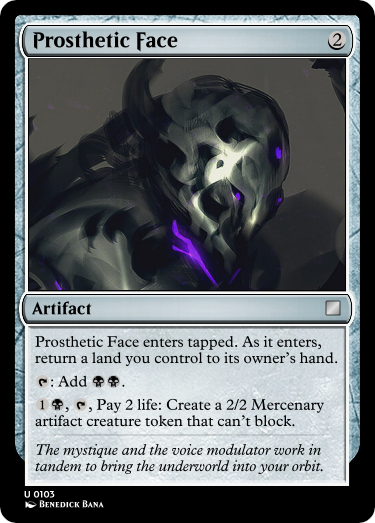 Prosthetic Face 2
Artifact
Prosthetic Face enters tapped. As it enters,
return a land you control to its owner's hand.
: Add .
1 , , Pay 2 life: Create a 2/2 Mercenary
artifact creature token that can't block.
The mystique and the voice modulator work in
tandem to bring the underworld into your orbit.
U 0103
Benedick Bana